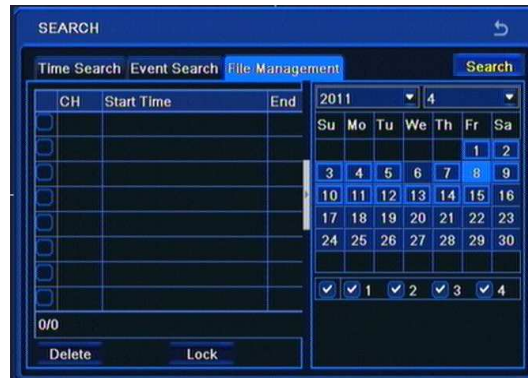 SEARCH
Time Search Event Search File Management Search
CH Start Time End
2011 4
Su Mo Tu We Th Fr Sa
1 2
3 4 5 6 7 8 9
10 11 12 13 14 15 16
17 18 19 20 21 22 23
24 25 26 27 28 29 30
1 2 3 4
0/0
Delete Lock